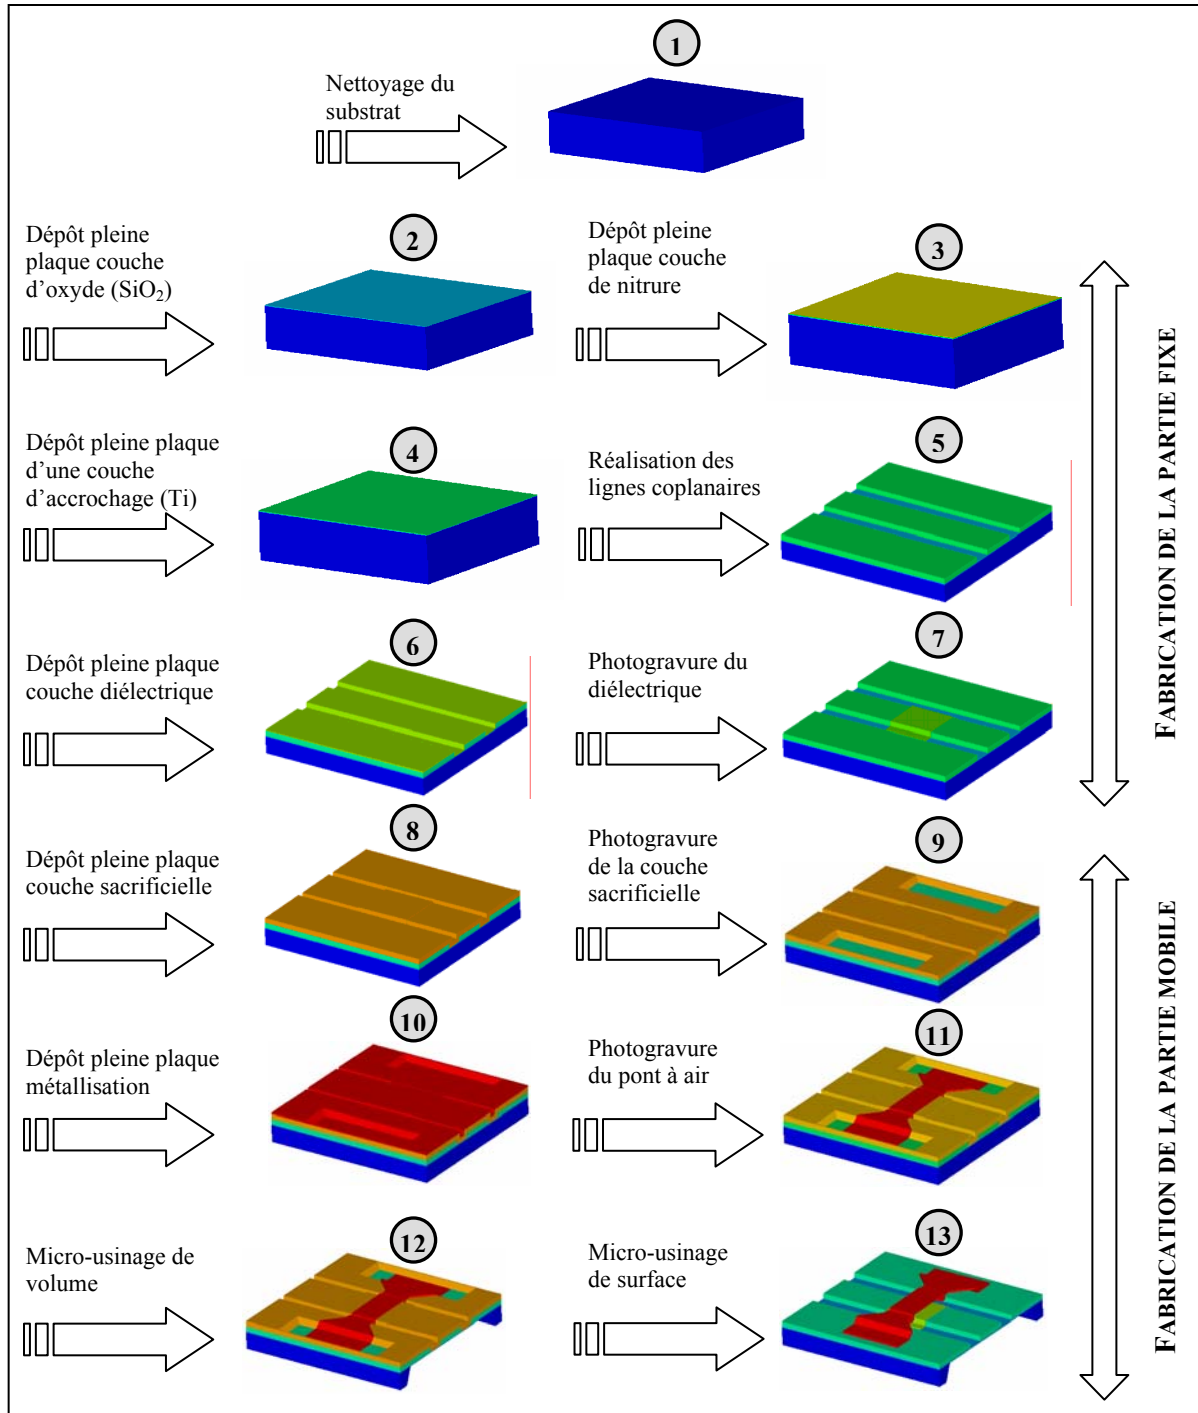 1
Nettoyage du
substrat
Dépôt pleine
plaque couche
d'oxyde (SiO₂)
2
Dépôt pleine
plaque couche
de nitrure
3
Dépôt pleine plaque
d'une couche
d'accrochage (Ti)
4
Réalisation des
lignes coplanaires
5
Dépôt pleine plaque
couche diélectrique
6
Photogravure du
diélectrique
7
FABRICATION DE LA PARTIE FIXE
Dépôt pleine plaque
couche sacrificielle
8
Photogravure
de la couche
sacrificielle
9
Dépôt pleine plaque
métallisation
10
Photogravure
du pont à air
11
Micro-usinage de
volume
12
Micro-usinage
de surface
13
FABRICATION DE LA PARTIE MOBILE